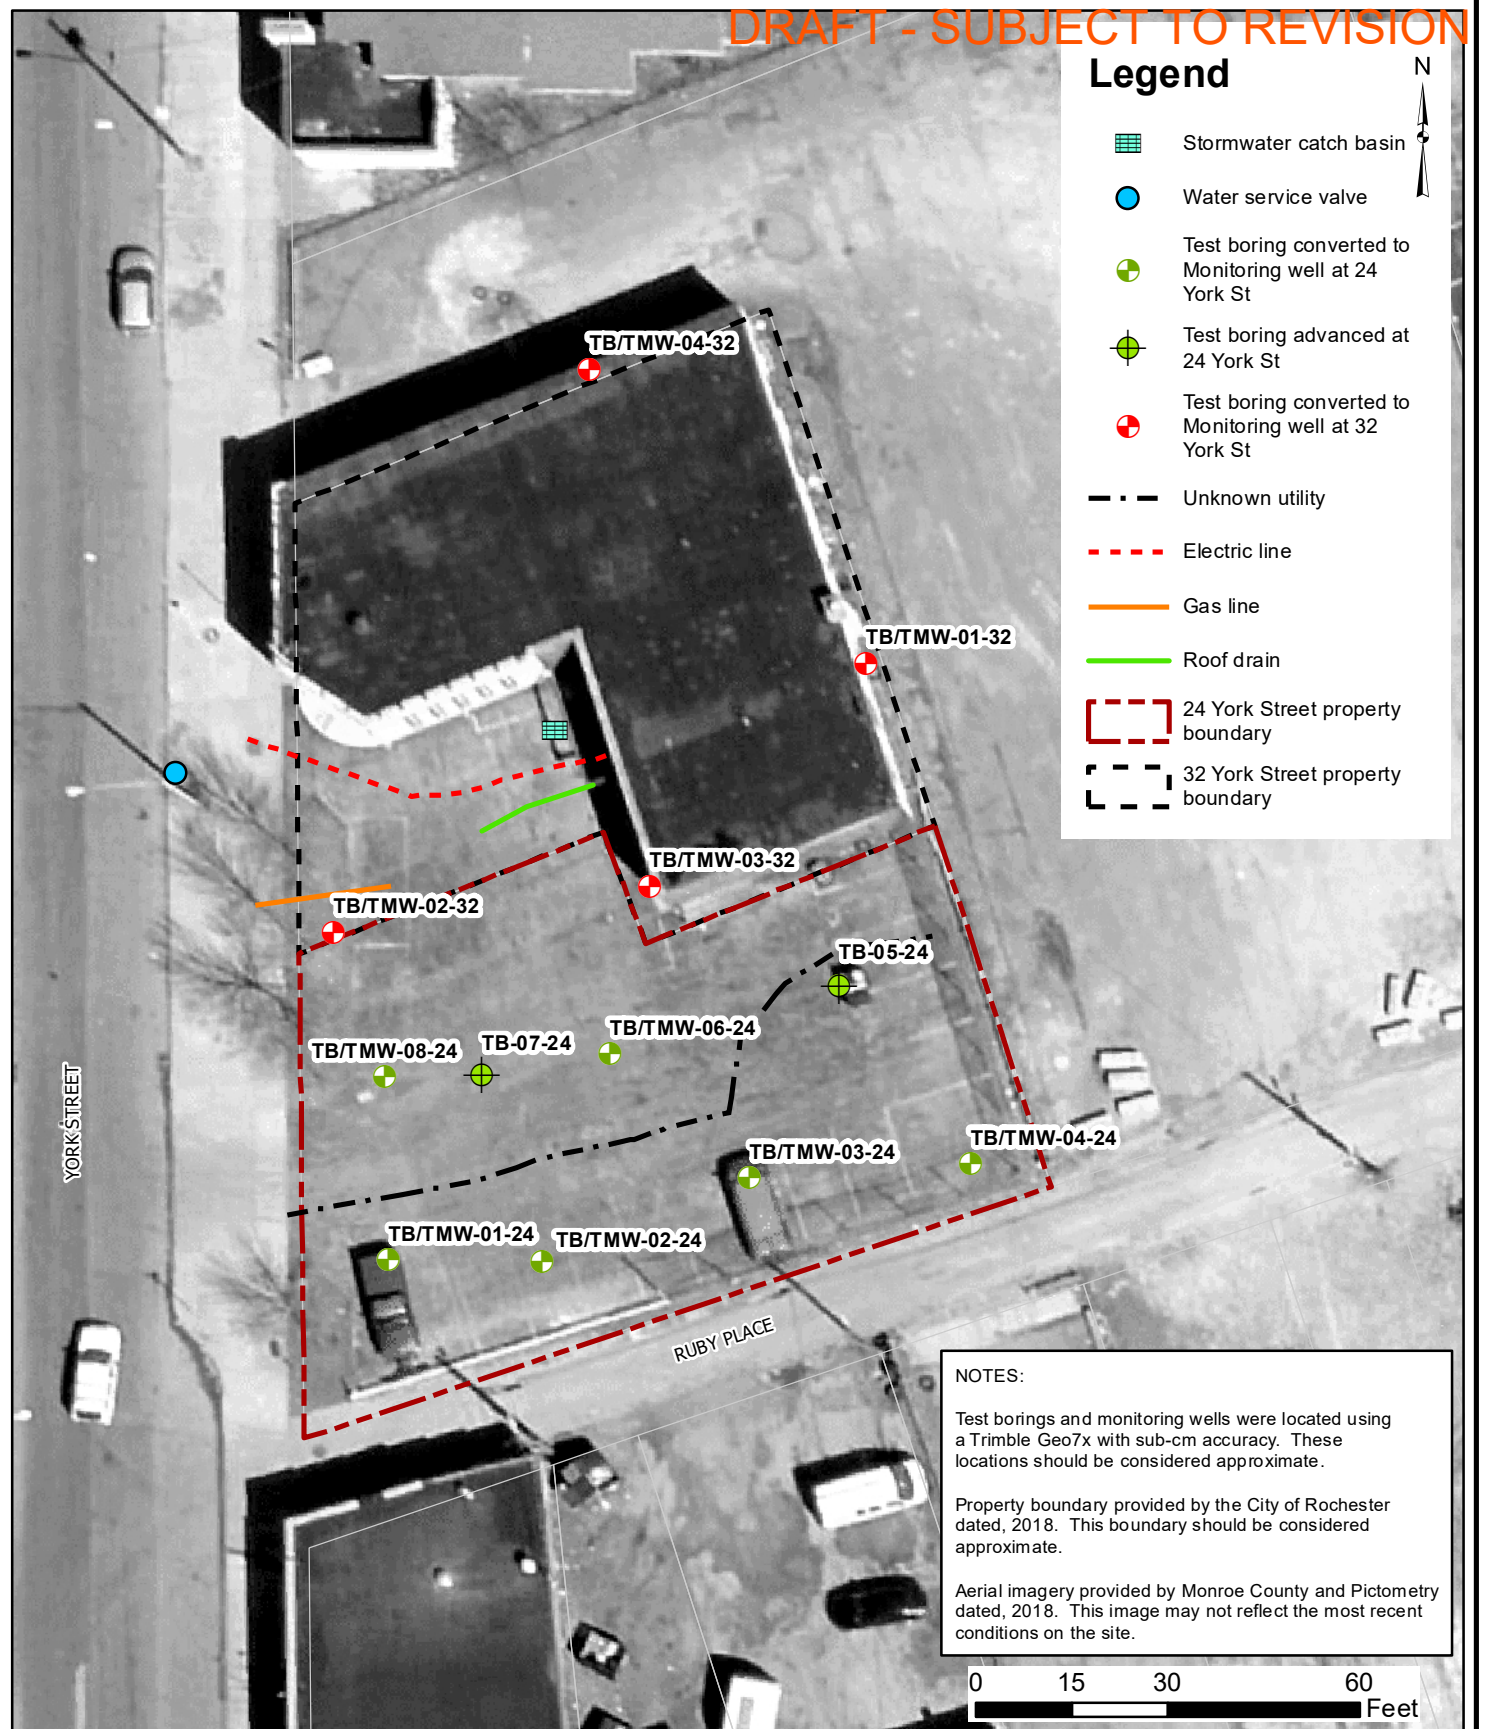 DRAFT - SUBJECT TO REVISION
Legend
N
Stormwater catch basin
Water service valve
Test boring converted to
Monitoring well at 24
York St
Test boring advanced at
24 York St
Test boring converted to
Monitoring well at 32
York St
Unknown utility
Electric line
Gas line
Roof drain
24 York Street property
boundary
32 York Street property
boundary
TB/TMW-04-32
TB/TMW-01-32
TB/TMW-03-32
TB/TMW-02-32
TB-05-24
TB/TMW-06-24
TB-07-24
TB/TMW-08-24
TB/TMW-04-24
TB/TMW-03-24
TB/TMW-01-24
TB/TMW-02-24
YORK STREET
RUBY PLACE
NOTES:
Test borings and monitoring wells were located using
a Trimble Geo7x with sub-cm accuracy. These
locations should be considered approximate.
Property boundary provided by the City of Rochester
dated, 2018. This boundary should be considered
approximate.
Aerial imagery provided by Monroe County and Pictometry
dated, 2018. This image may not reflect the most recent
conditions on the site.
0 15 30 60
Feet